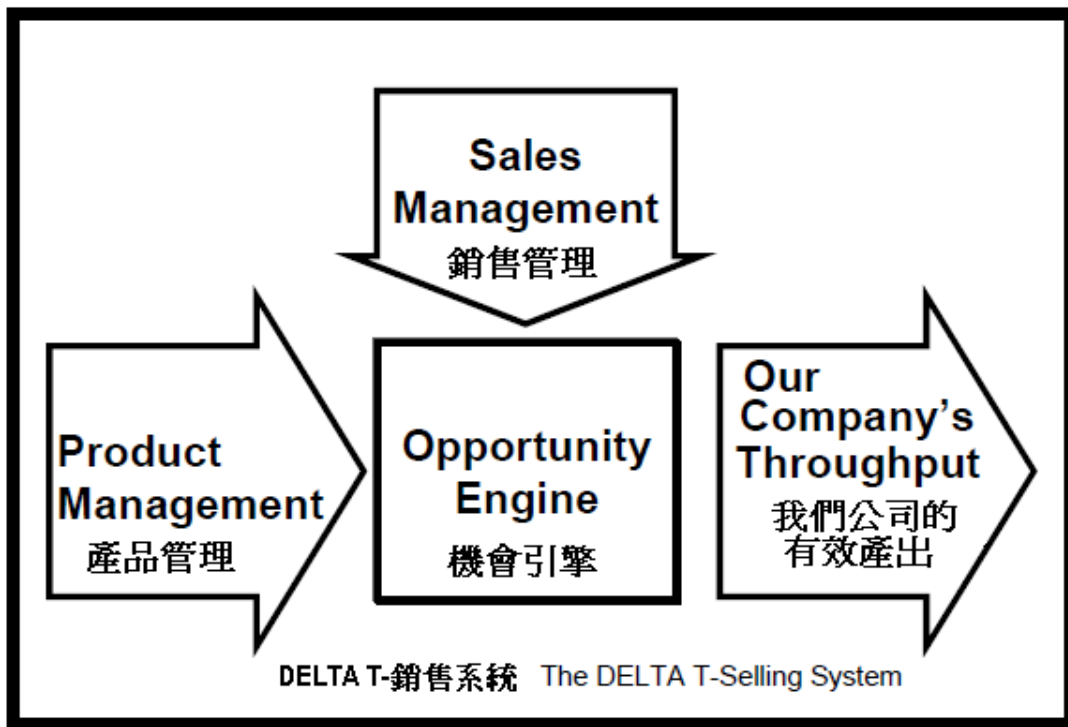 Sales
Management
銷售管理
Product
Management
產品管理
Opportunity
Engine
機會引擎
Our
Company’s
Throughput
我們公司的
有效產出
DELTA T-銷售系統 The DELTA T-Selling System